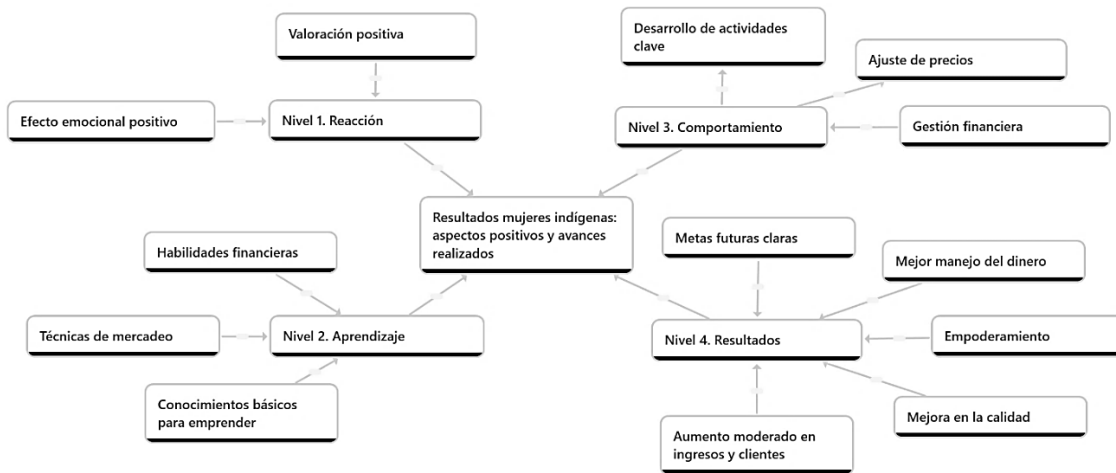 Valoración positiva
Efecto emocional positivo
Nivel 1. Reacción
Desarrollo de actividades
clave
Ajuste de precios
Nivel 3. Comportamiento
Gestión financiera
Resultados mujeres indígenas:
aspectos positivos y avances
realizados
Habilidades financieras
Técnicas de mercadeo
Nivel 2. Aprendizaje
Conocimientos básicos
para emprender
Metas futuras claras
Mejor manejo del dinero
Nivel 4. Resultados
Empoderamiento
Mejora en la calidad
Aumento moderado en
ingresos y clientes